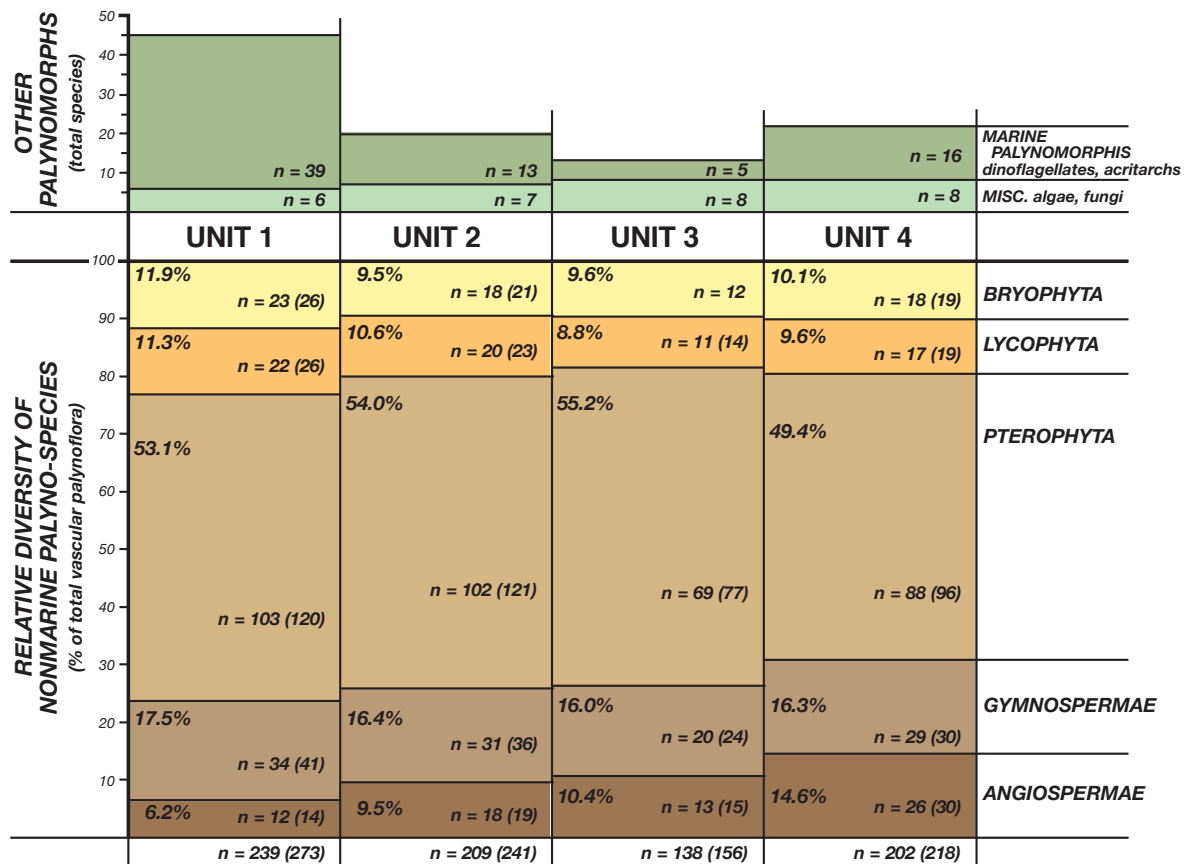 OTHER
PALYNOMORPHS
(total species)
50
40
30
20
10
n = 39
n = 13
n = 5
n = 16
MARINE
PALYNOMORPHIS
dinoflagellates, acritarchs
n = 6
n = 7
n = 8
n = 8
MISC. algae, fungi
UNIT 1
UNIT 2
UNIT 3
UNIT 4
RELATIVE DIVERSITY OF
NONMARINE PALYNO-SPECIES
(% of total vascular palynoflora)
100
90
80
70
60
50
40
30
20
10
11.9%
n = 23 (26)
9.5%
n = 18 (21)
9.6%
n = 12
10.1%
n = 18 (19)
BRYOPHYTA
11.3%
n = 22 (26)
10.6%
n = 20 (23)
8.8%
n = 11 (14)
9.6%
n = 17 (19)
LYCOPHYTA
53.1%
n = 103 (120)
54.0%
n = 102 (121)
55.2%
n = 69 (77)
49.4%
n = 88 (96)
PTEROPHYTA
17.5%
n = 34 (41)
16.4%
n = 31 (36)
16.0%
n = 20 (24)
16.3%
n = 29 (30)
GYMNOSPERMAE
6.2%
n = 12 (14)
9.5%
n = 18 (19)
10.4%
n = 13 (15)
14.6%
n = 26 (30)
ANGIOSPERMAE
n = 239 (273)
n = 209 (241)
n = 138 (156)
n = 202 (218)